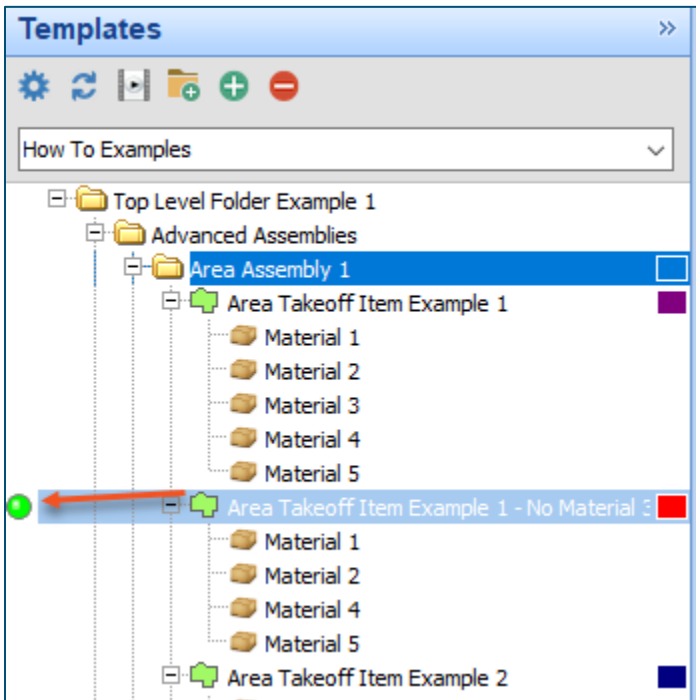 Templates
How To Examples
Top Level Folder Example 1
Advanced Assemblies
Area Assembly 1
Area Takeoff Item Example 1
Material 1
Material 2
Material 3
Material 4
Material 5
Area Takeoff Item Example 1 - No Material 3
Material 1
Material 2
Material 4
Material 5
Area Takeoff Item Example 2